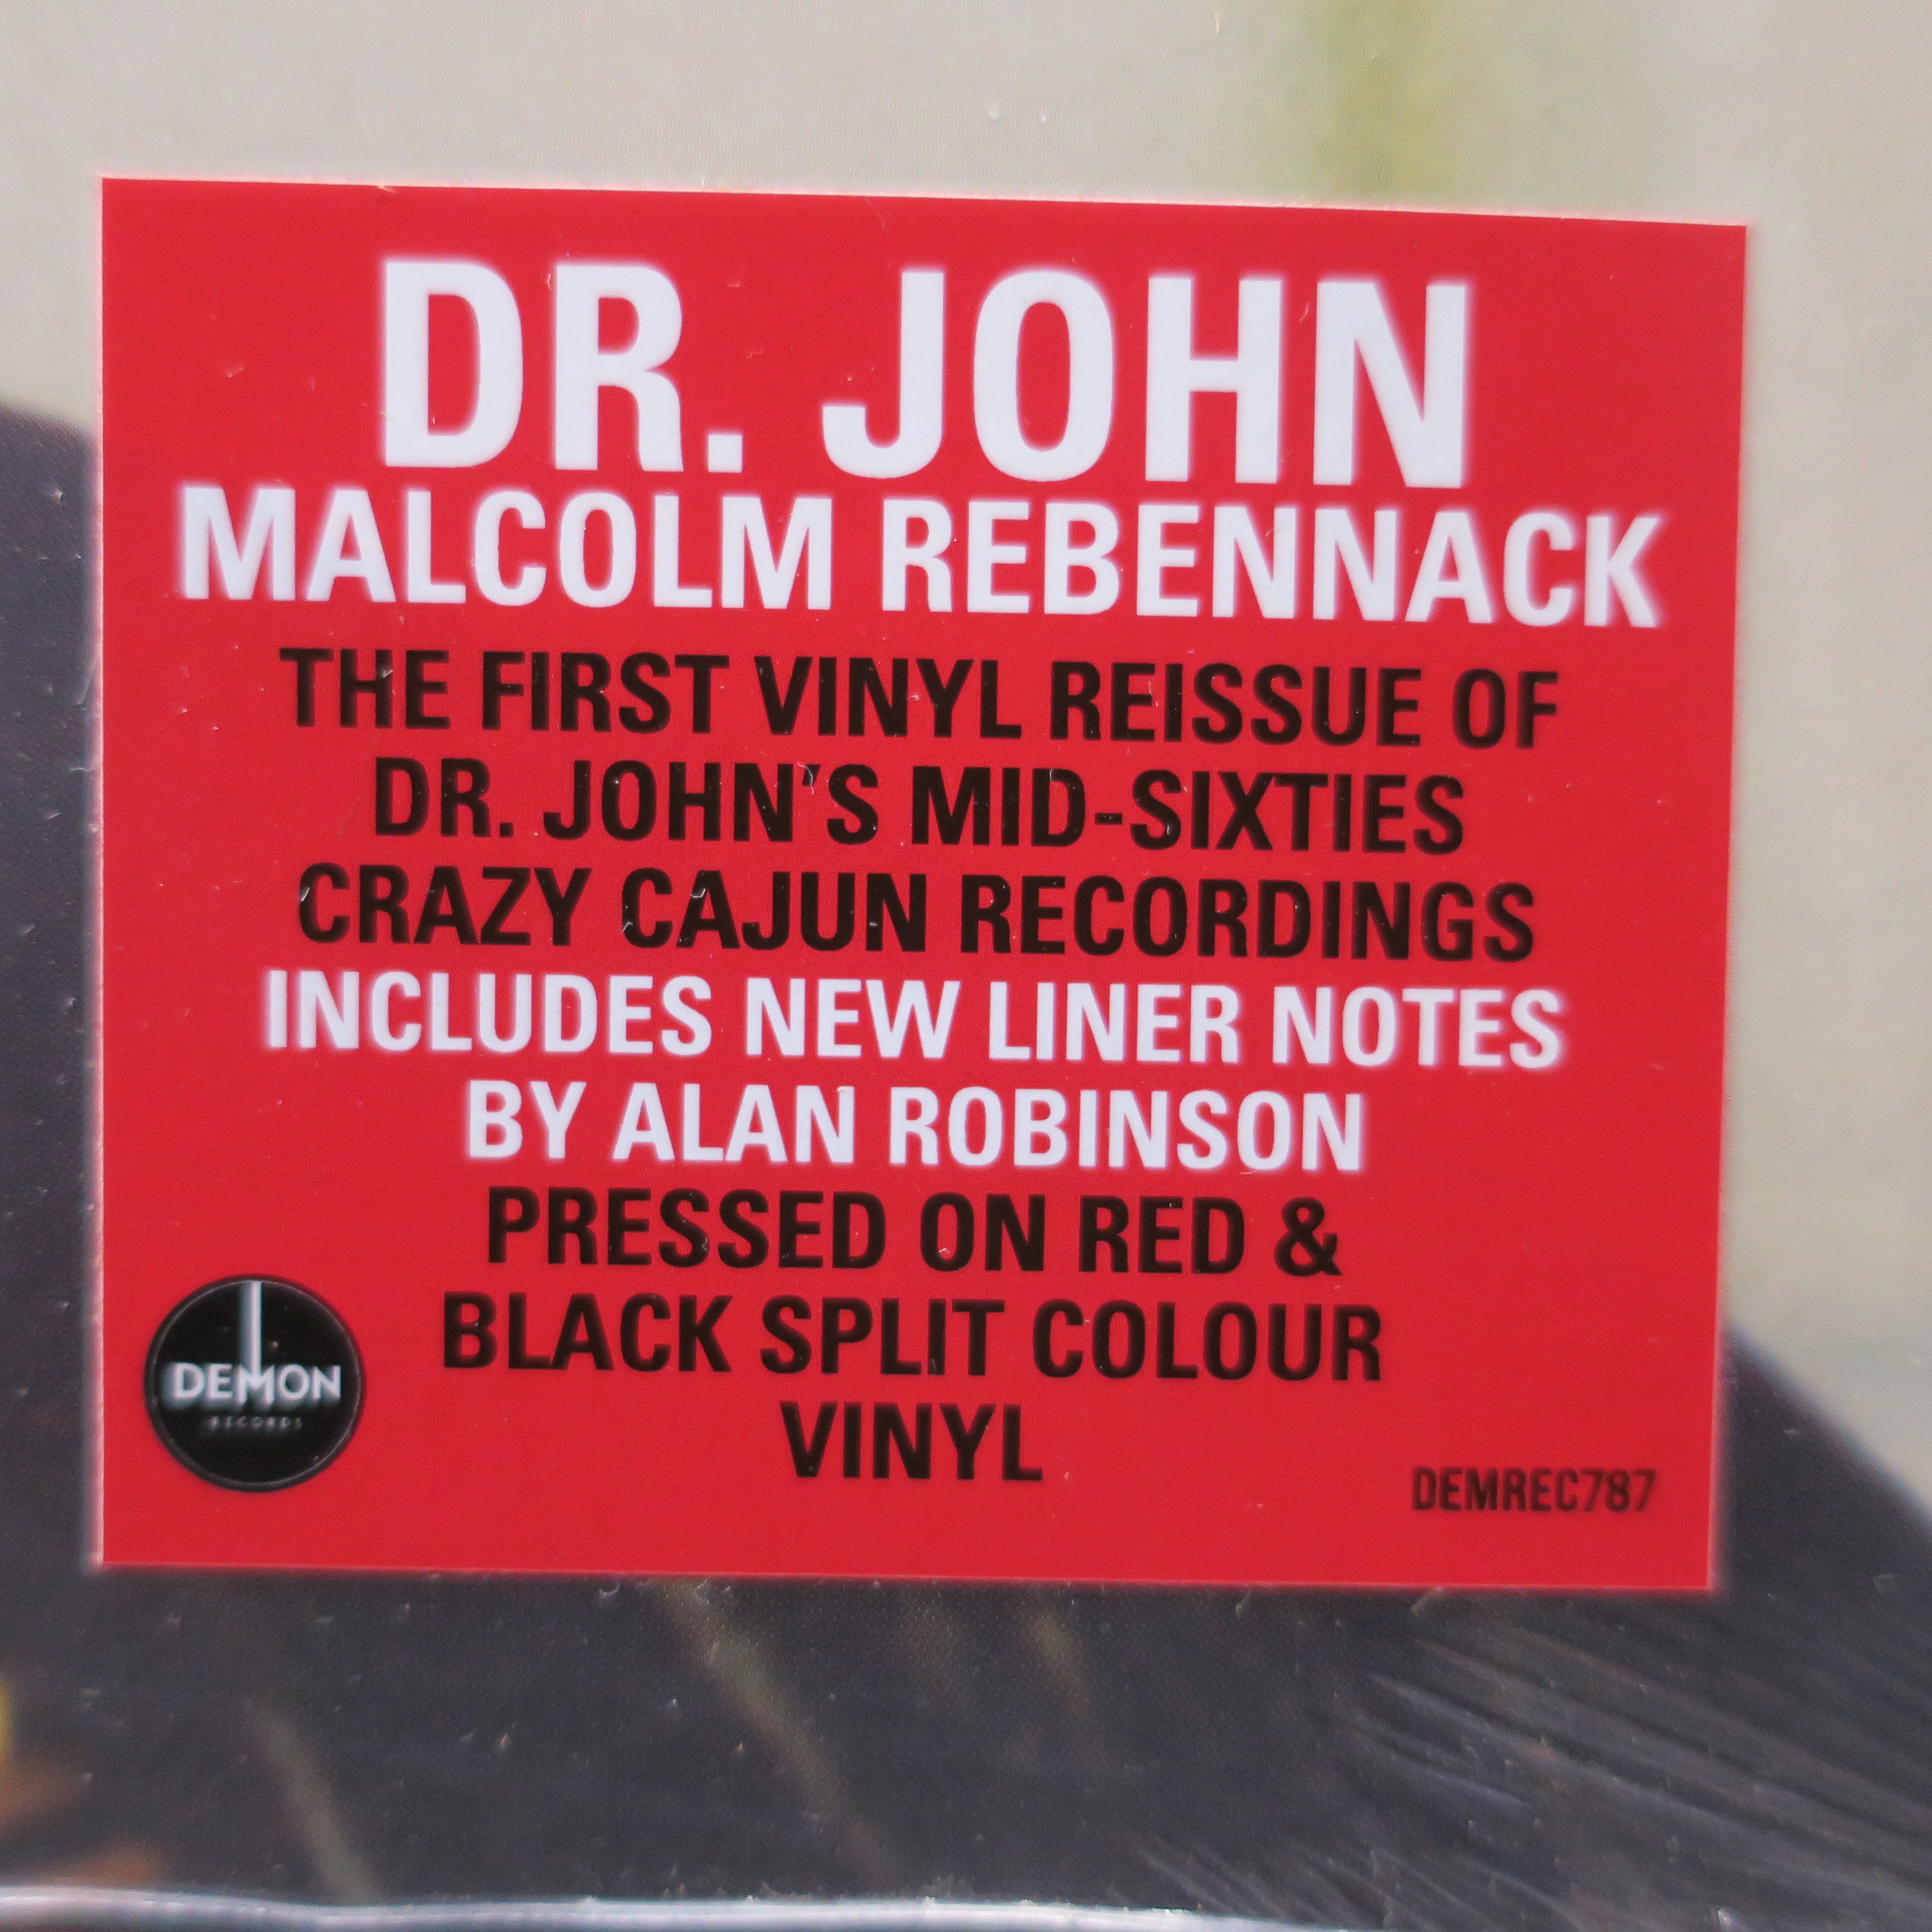 DR. JOHN
MALCOLM REBENNACK
THE FIRST VINYL REISSUE OF
DR. JOHN'S MID-SIXTIES
CRAZY CAJUN RECORDINGS
INCLUDES NEW LINER NOTES
BY ALAN ROBINSON
PRESSED ON RED &
BLACK SPLIT COLOUR
VINYL
DEMON
RECORDS
DEMREC787